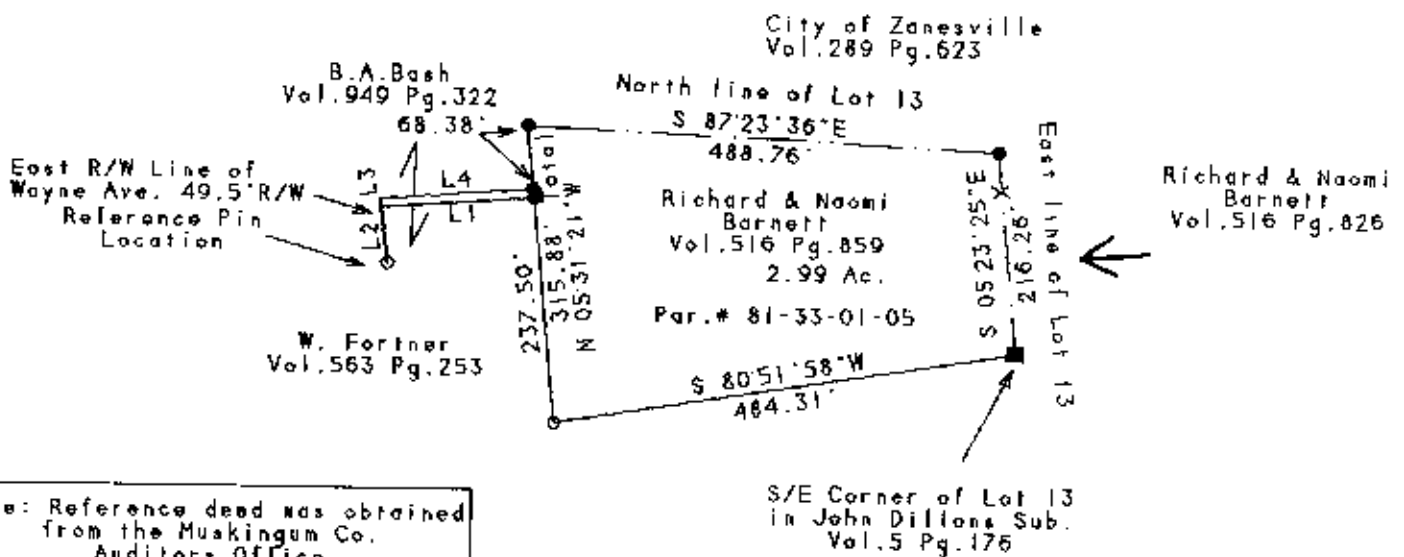 City of Zanesville
Vol.289 Pg.623
B.A.Bash
Vol.949 Pg.322
68.38'
North line of Lot 13
S 87°23'36"E
488.76'
East R/W Line of
Wayne Ave. 49.5'R/W
Reference Pin
Location
L3
L4
L1
L2
Total
237.50'
315.88'
N 05°31'21"W
Richard & Naomi
Barnett
Vol.516 Pg.859
2.99 Ac.
Par.# 81-33-01-05
S 05°23'25"E
216.26'
East line of Lot 13
Richard & Naomi
Barnett
Vol.516 Pg.826
W. Fortner
Vol.563 Pg.253
S 80°51'58"W
484.31'
S/E Corner of Lot 13
in John Dillons Sub.
Vol.5 Pg.176
e: Reference deed was obtained
from the Muskingum Co.
Auditors Office